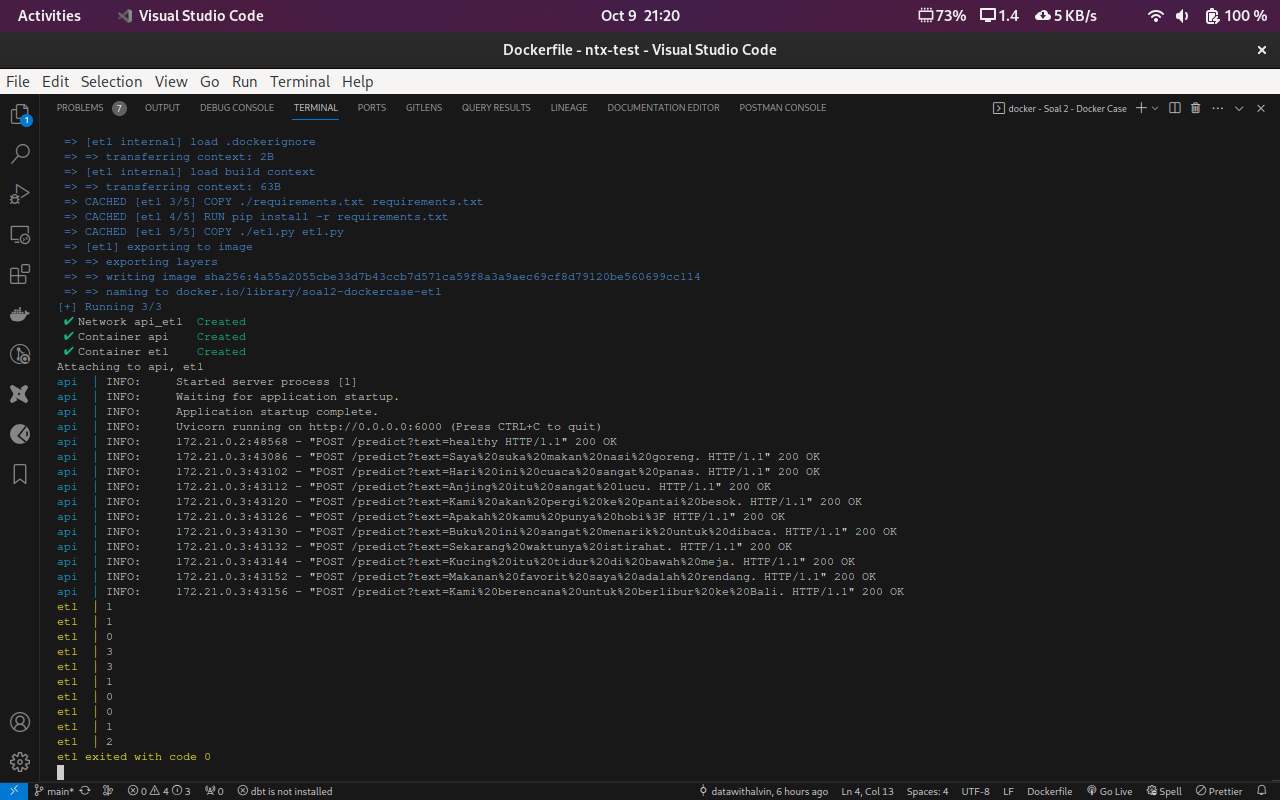 Activities Visual Studio Code Oct 9 21:20 73% 1.4 5 KB/s 100 %
Dockerfile - ntx-test - Visual Studio Code
File Edit Selection View Go Run Terminal Help
PROBLEMS 7 OUTPUT DEBUG CONSOLE TERMINAL PORTS GITLENS QUERY RESULTS LINEAGE DOCUMENTATION EDITOR POSTMAN CONSOLE docker - Soal 2 - Docker Case
1
=> [etl internal] load .dockerignore
=> => transferring context: 2B
=> [etl internal] load build context
=> => transferring context: 63B
=> CACHED [etl 3/5] COPY ./requirements.txt requirements.txt
=> CACHED [etl 4/5] RUN pip install -r requirements.txt
=> CACHED [etl 5/5] COPY ./etl.py etl.py
=> [etl] exporting to image
=> => exporting layers
=> => writing image sha256:4a55a2055cbe33d7b43ccb7d571ca59f8a3a9aec69cf8d79120be560699cc114
=> => naming to docker.io/library/soal2-dockercase-etl
[+] Running 3/3
✔ Network api_etl Created
✔ Container api Created
✔ Container etl Created
Attaching to api, etl
api | INFO: Started server process [1]
api | INFO: Waiting for application startup.
api | INFO: Application startup complete.
api | INFO: Uvicorn running on http://0.0.0.0:6000 (Press CTRL+C to quit)
api | INFO: 172.21.0.2:48568 - "POST /predict?text=healthy HTTP/1.1" 200 OK
api | INFO: 172.21.0.3:43086 - "POST /predict?text=Saya%20suka%20makan%20nasi%20goreng. HTTP/1.1" 200 OK
api | INFO: 172.21.0.3:43102 - "POST /predict?text=Hari%20ini%20cuaca%20sangat%20panas. HTTP/1.1" 200 OK
api | INFO: 172.21.0.3:43112 - "POST /predict?text=Anjing%20itu%20sangat%20lucu. HTTP/1.1" 200 OK
api | INFO: 172.21.0.3:43120 - "POST /predict?text=Kami%20akan%20pergi%20ke%20pantai%20besok. HTTP/1.1" 200 OK
api | INFO: 172.21.0.3:43126 - "POST /predict?text=Apakah%20kamu%20punya%20hobi%3F HTTP/1.1" 200 OK
api | INFO: 172.21.0.3:43130 - "POST /predict?text=Buku%20ini%20sangat%20menarik%20untuk%20dibaca. HTTP/1.1" 200 OK
api | INFO: 172.21.0.3:43132 - "POST /predict?text=Sekarang%20waktunya%20istirahat. HTTP/1.1" 200 OK
api | INFO: 172.21.0.3:43144 - "POST /predict?text=Kucing%20itu%20tidur%20di%20bawah%20meja. HTTP/1.1" 200 OK
api | INFO: 172.21.0.3:43152 - "POST /predict?text=Makanan%20favorit%20saya%20adalah%20rendang. HTTP/1.1" 200 OK
api | INFO: 172.21.0.3:43156 - "POST /predict?text=Kami%20berencana%20untuk%20berlibur%20ke%20Bali. HTTP/1.1" 200 OK
etl | 1
etl | 1
etl | 0
etl | 3
etl | 3
etl | 1
etl | 0
etl | 0
etl | 1
etl | 2
etl exited with code 0
main* 0 4 3 0 dbt is not installed datawithalvin, 6 hours ago Ln 4, Col 13 Spaces: 4 UTF-8 LF Dockerfile Go Live Spell Prettier